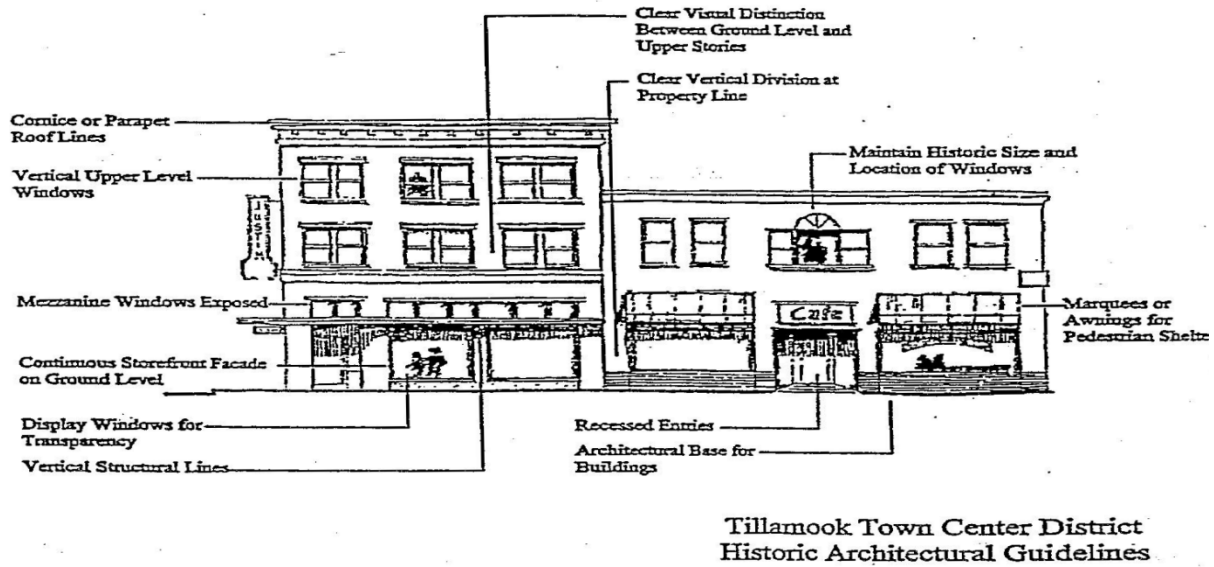 Clear Visual Distinction
Between Ground Level and
Upper Stories
Clear Vertical Division at
Property Line
Cornice or Parapet
Roof Lines
Maintain Historic Size and
Location of Windows
Vertical Upper Level
Windows
JUSTIN
Mezzanine Windows Exposed
Cafe
Marquees or
Awnings for
Pedestrian Shelte
Continuous Storefront Facade
on Ground Level
Display Windows for
Transparency
Recessed Entries
Vertical Structural Lines
Architectural Base for
Buildings
Tillamook Town Center District
Historic Architectural Guidelines